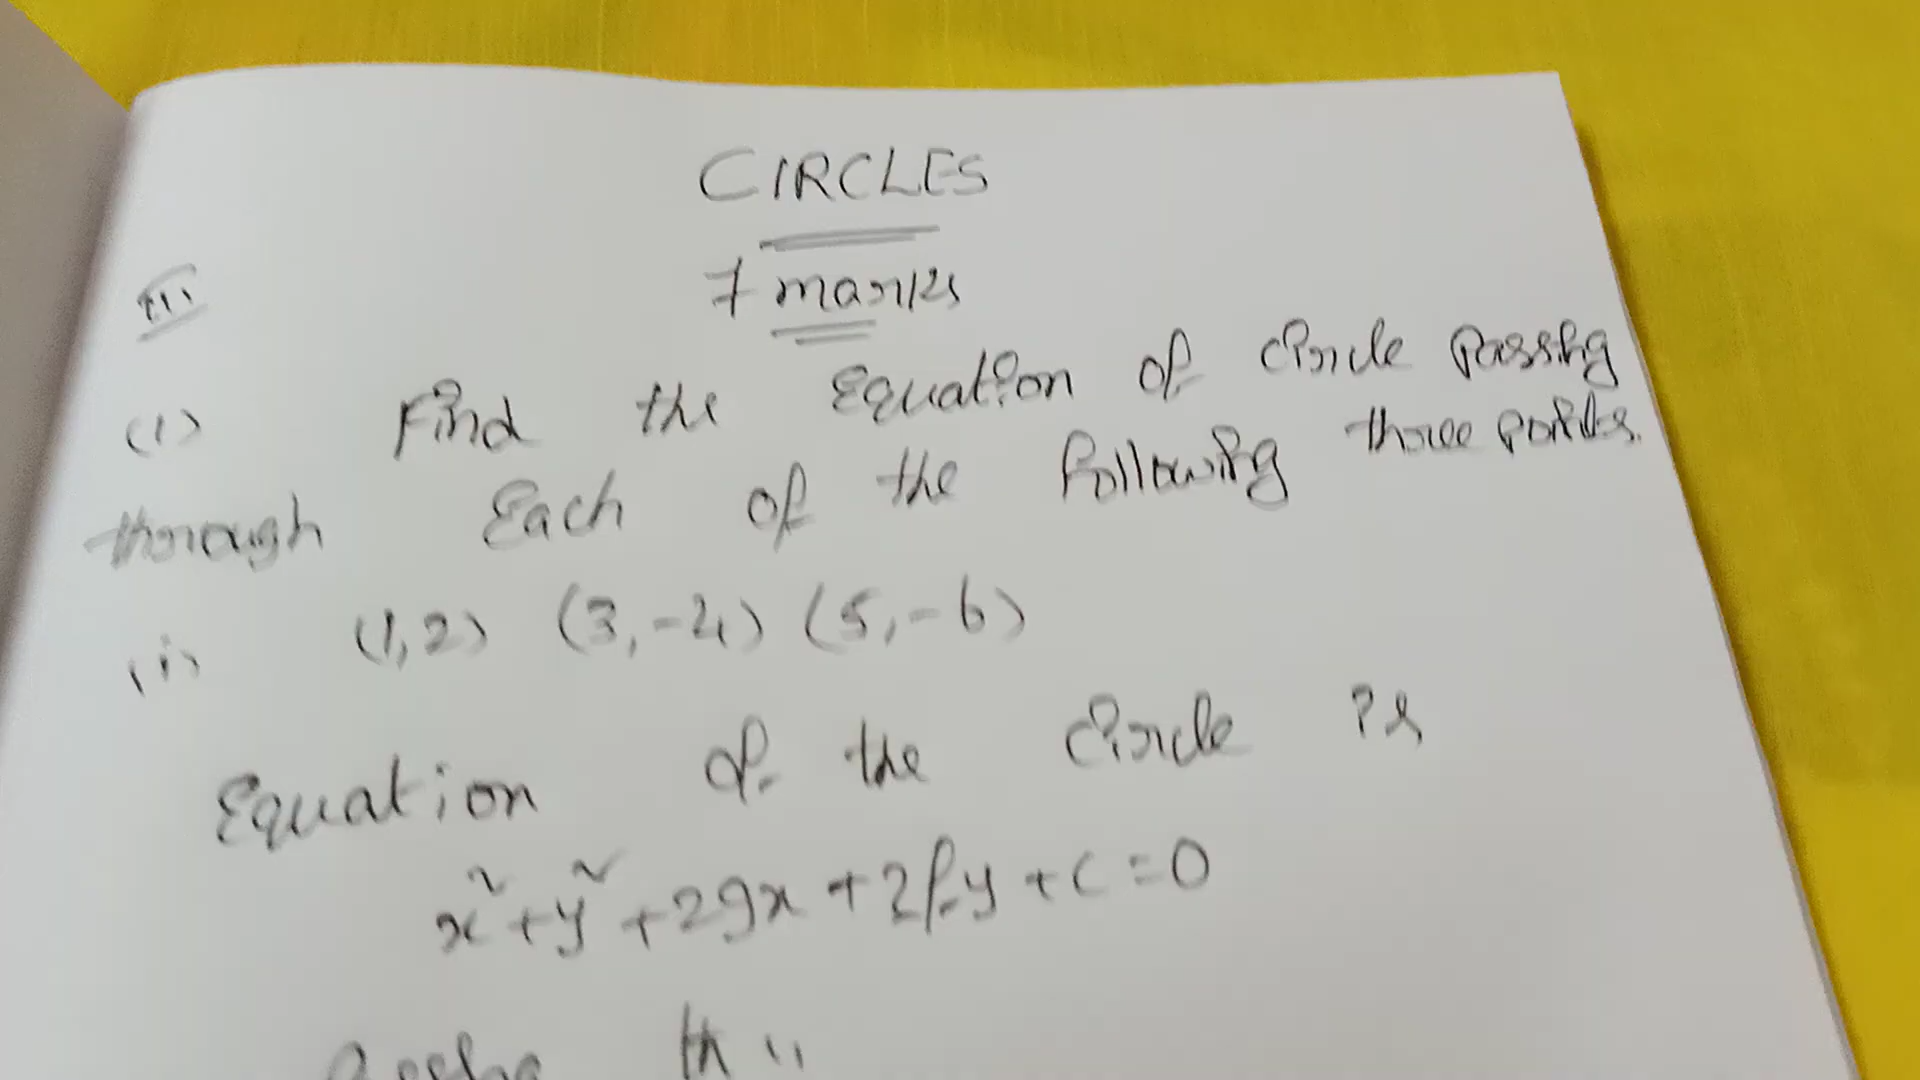 CIRCLES
7 marks
III
(1) Find the Equation of circle passing
through Each of the following three points.
(i) (1,2) (3,-4) (5,-6)
Equation of the circle is
x²+y²+2gx+2fy+c=0